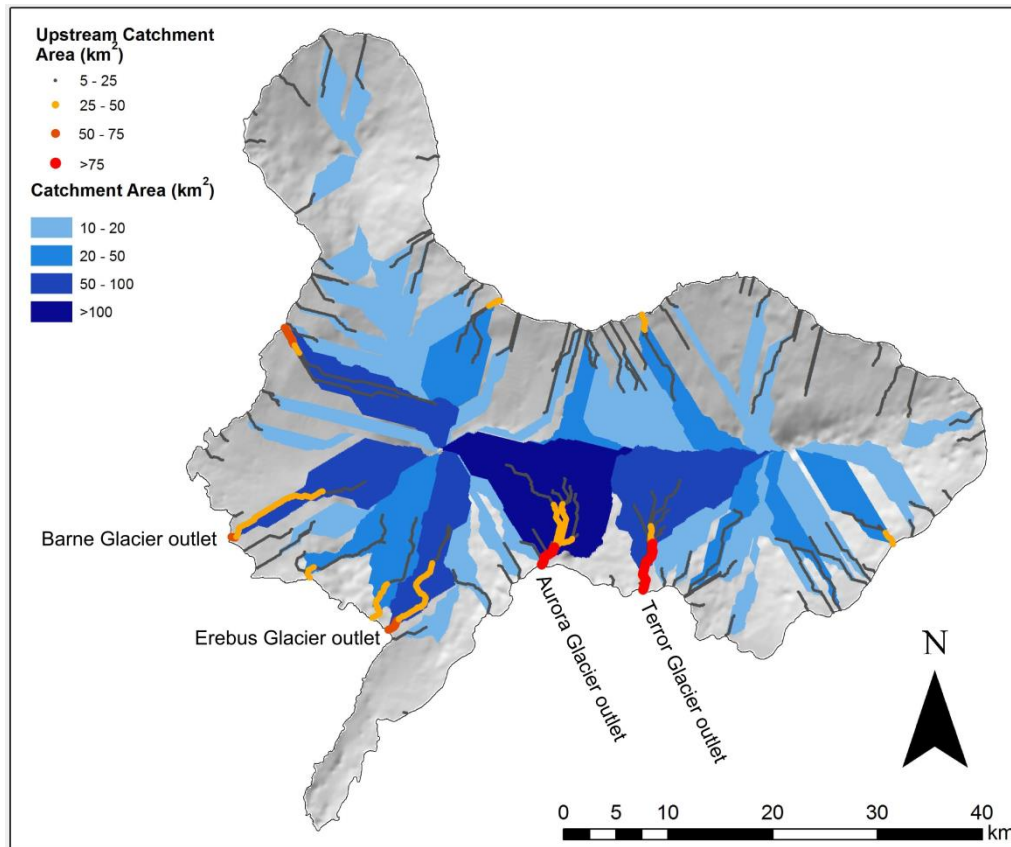 Upstream Catchment
Area (km²)
5 - 25
25 - 50
50 - 75
>75
Catchment Area (km²)
10 - 20
20 - 50
50 - 100
>100
Barne Glacier outlet
Erebus Glacier outlet
Aurora Glacier outlet
Terror Glacier outlet
N
0 5 10 20 30 40
km